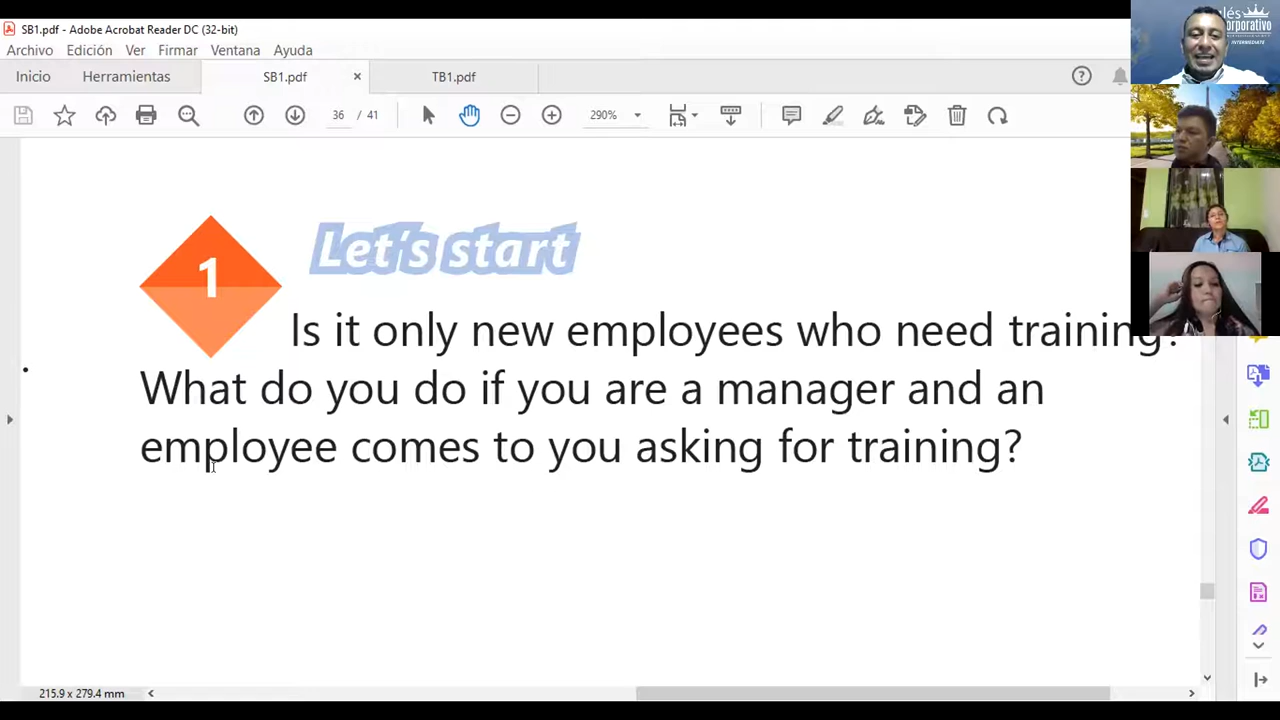 SB1.pdf - Adobe Acrobat Reader DC (32-bit)
Archivo Edición Ver Firmar Ventana Ayuda
Inicio Herramientas SB1.pdf × TB1.pdf
36 / 41 290%
1
Let's start
Is it only new employees who need training?
What do you do if you are a manager and an
employee comes to you asking for training?
215.9 x 279.4 mm
INTERMEDIATE